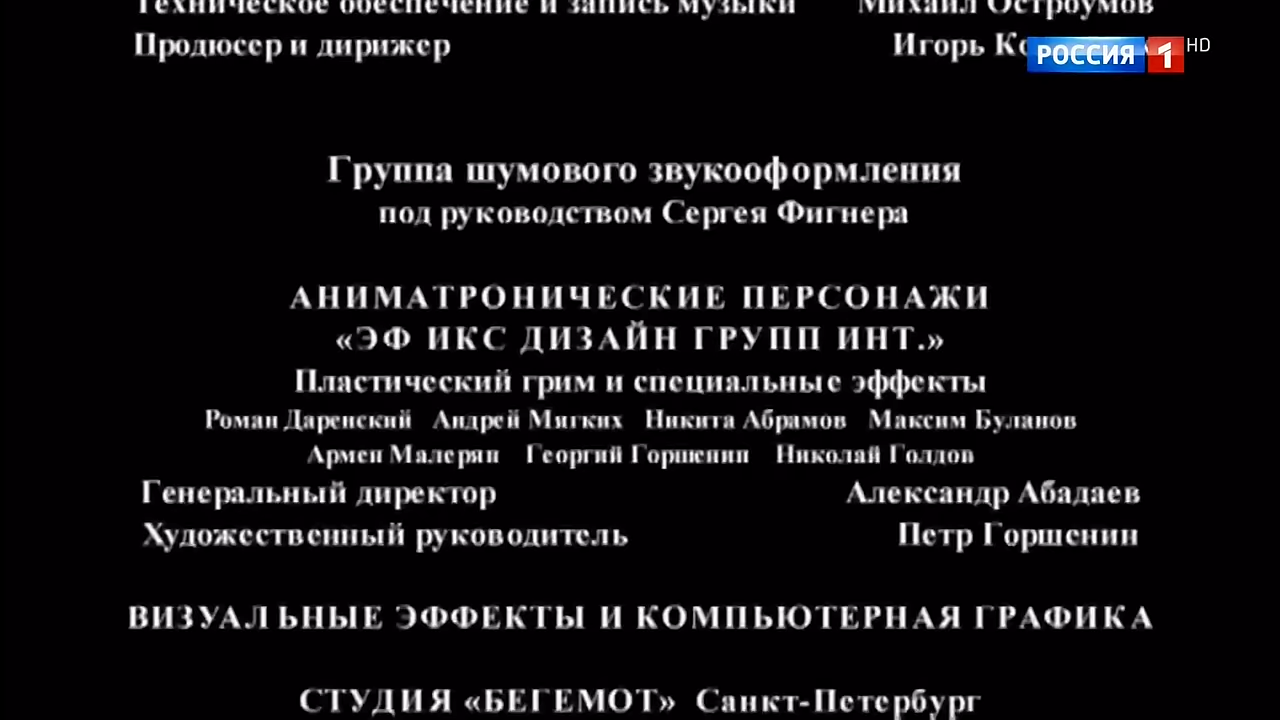 Техническое обеспечение и запись музыки Михаил Остроумов
Продюсер и дирижер Игорь
РОССИЯ 1 HD
Группа шумового звукооформления
под руководством Сергея Фигнера
АНИМАТРОНИЧЕСКИЕ ПЕРСОНАЖИ
«ЭФ ИКС ДИЗАЙН ГРУПП ИНТ.»
Пластический грим и специальные эффекты
Роман Даренский Андрей Мягких Никита Абрамов Максим Буланов
Армен Малерян Георгий Горшенин Николай Голдов
Генеральный директор Александр Абадаев
Художественный руководитель Петр Горшенин
ВИЗУАЛЬНЫЕ ЭФФЕКТЫ И КОМПЬЮТЕРНАЯ ГРАФИКА
СТУДИЯ «БЕГЕМОТ» Санкт-Петербург